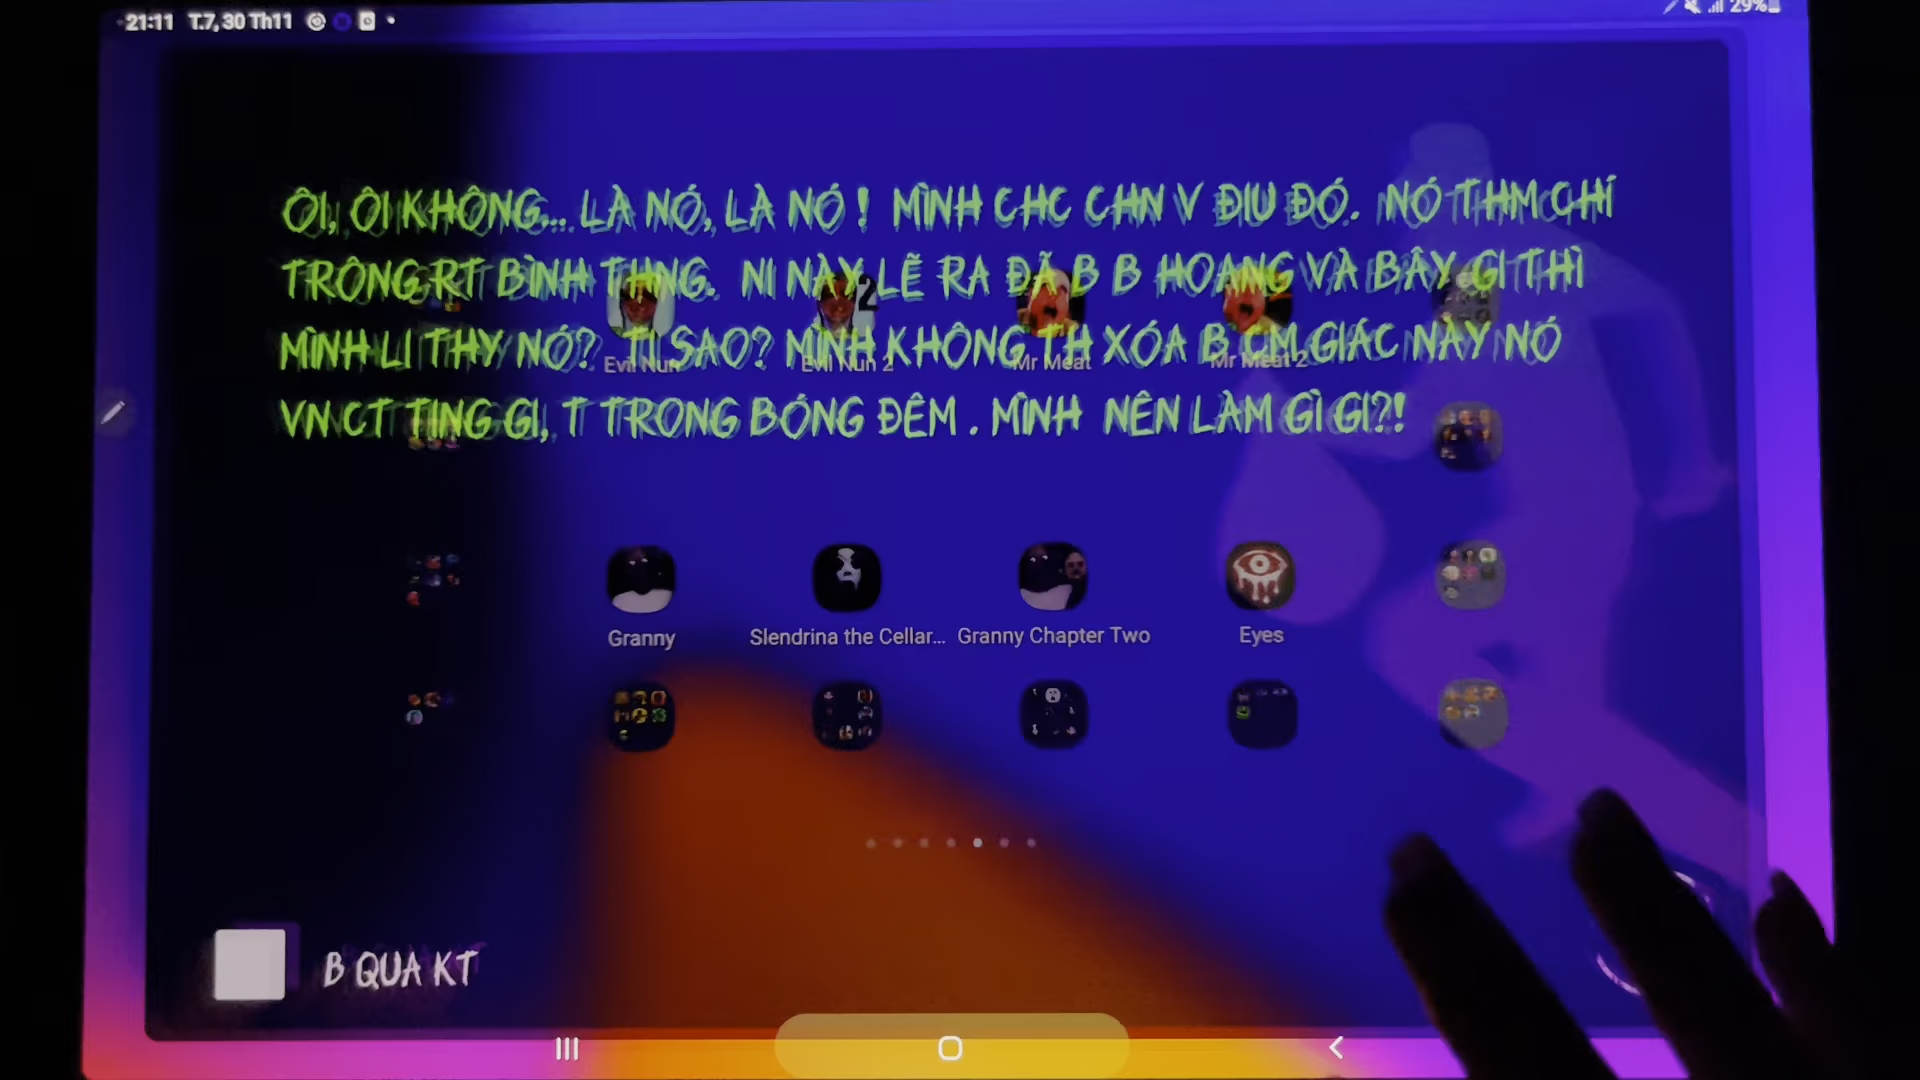 21:11 T.7, 30 Th11 29%
ÔI, ÔI KHÔNG... LÀ NÓ, LÀ NÓ ! MÌNH CHC CHN V ĐIU ĐÓ. NÓ THM CHÍ
TRÔNG RT BÌNH THNG. NI NÀY LẼ RA ĐÃ B B HOANG VÀ BÂY GI THÌ
MÌNH LI THY NÓ? TI SAO? MÌNH KHÔNG TH XÓA B CM GIÁC NÀY NÓ
Evil Nun Evil Nun 2 Mr Meat Mr Meat 2
VN CT TING GI, T TRONG BÓNG ĐÊM . MÌNH NÊN LÀM GÌ GI?!
Granny Slendrina the Cellar... Granny Chapter Two Eyes
B QUA KT